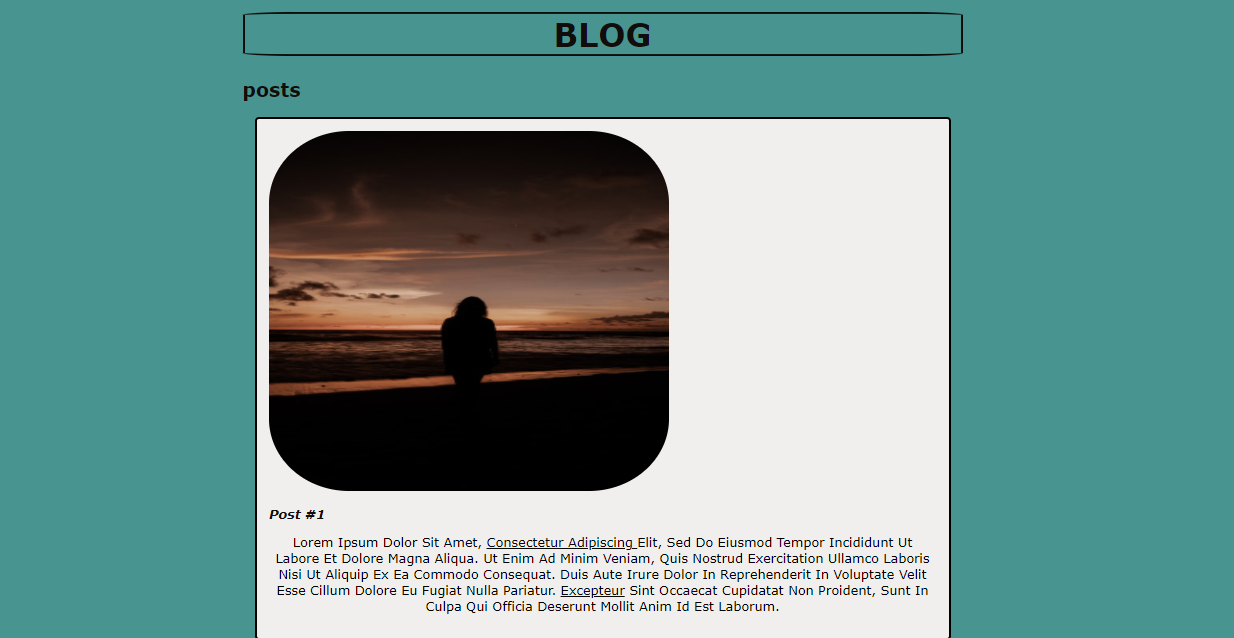 BLOG
posts
Post #1
Lorem Ipsum Dolor Sit Amet, Consectetur Adipiscing Elit, Sed Do Eiusmod Tempor Incididunt Ut
Labore Et Dolore Magna Aliqua. Ut Enim Ad Minim Veniam, Quis Nostrud Exercitation Ullamco Laboris
Nisi Ut Aliquip Ex Ea Commodo Consequat. Duis Aute Irure Dolor In Reprehenderit In Voluptate Velit
Esse Cillum Dolore Eu Fugiat Nulla Pariatur. Excepteur Sint Occaecat Cupidatat Non Proident, Sunt In
Culpa Qui Officia Deserunt Mollit Anim Id Est Laborum.